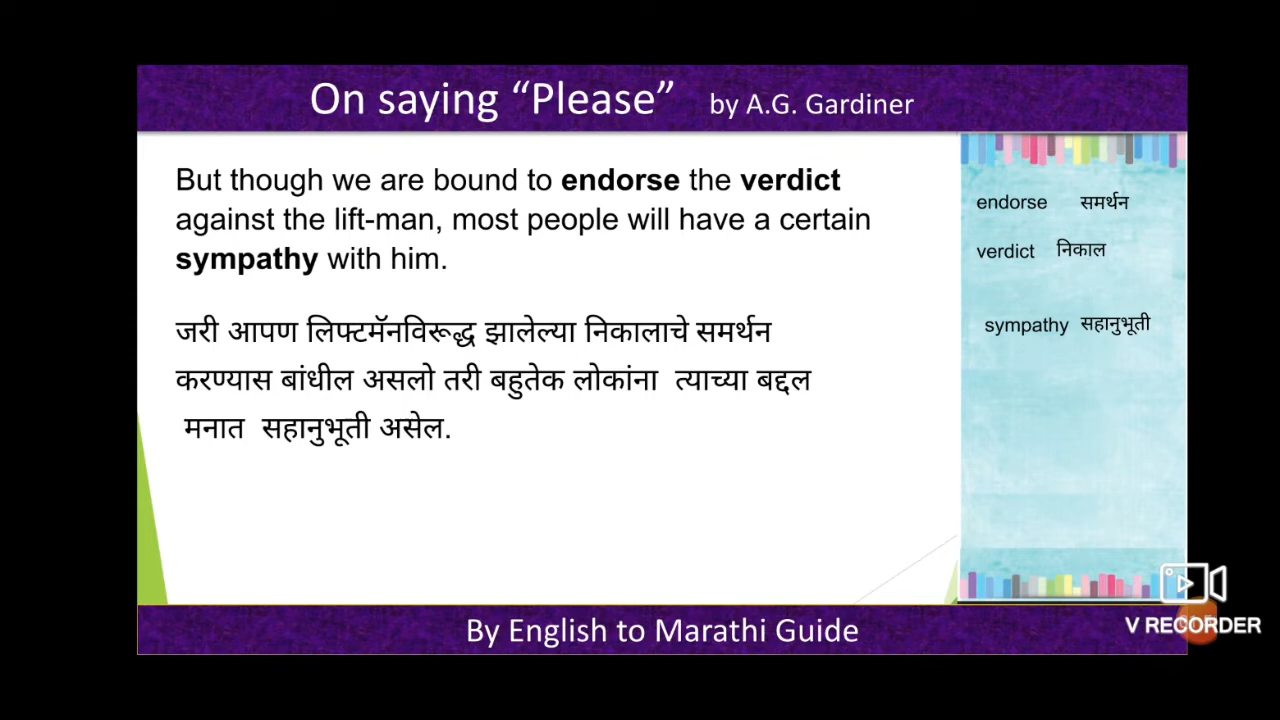 On saying “Please” by A.G. Gardiner
But though we are bound to endorse the verdict
against the lift-man, most people will have a certain
sympathy with him.
जरी आपण लिफ्टमॅनविरूद्ध झालेल्या निकालाचे समर्थन
करण्यास बांधील असलो तरी बहुतेक लोकांना त्याच्या बद्दल
मनात सहानुभूती असेल.
endorse समर्थन
verdict निकाल
sympathy सहानुभूती
By English to Marathi Guide
V RECORDER